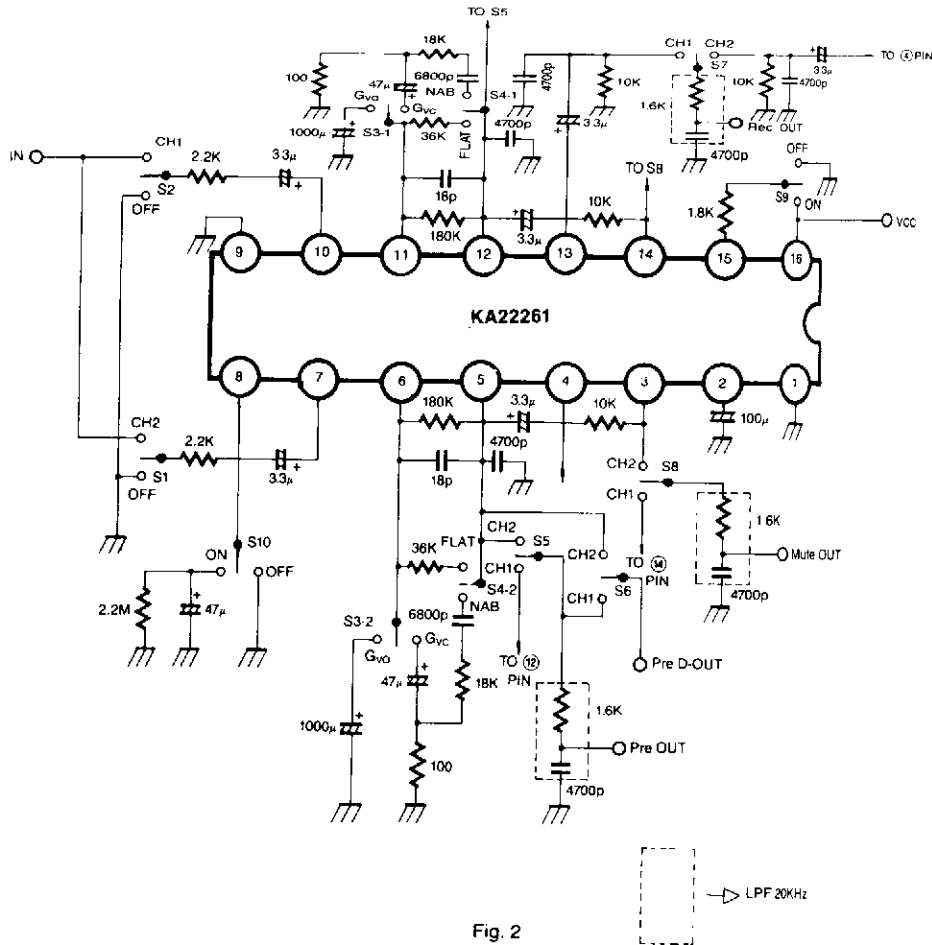 TO S5
18K
100
47μ
+
6800p
NAB
GVO
GVC
S3-1
S4-1
1000μ
+
36K
FLAT
4700p
4700p
10K
3.3μ
+
CH1
CH2
S7
1.6K
10K
4700p
3.3μ
+
TO ④ PIN
Rec OUT
4700p
IN
CH1
2.2K
3.3μ
+
S2
OFF
16p
180K
3.3μ
+
10K
TO S8
OFF
S9
ON
1.8K
VCC
9
10
11
12
13
14
15
16
KA22261
8
7
6
5
4
3
2
1
CH2
2.2K
3.3μ
+
S1
OFF
180K
3.3μ
+
10K
100μ
18p
4700p
CH2
S8
CH1
1.6K
TO ⑭ PIN
Mute OUT
4700p
S10
ON
OFF
2.2M
47μ
+
36K
FLAT
CH2
S5
CH1
S4-2
NAB
CH2
S6
CH1
6800p
S3-2
GVO
GVC
47μ
+
18K
TO ⑫ PIN
Pre D-OUT
1000μ
+
100
1.6K
Pre OUT
4700p
LPF 20KHz
Fig. 2